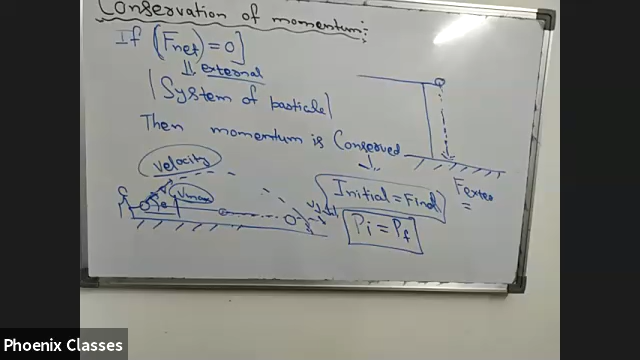 Conservation of momentum:
If (Fnet) = 0]
⇓ external
(System of particle)
Then momentum is Conserved
velocity
Vmax
Initial = Final
Pi = Pf
Fexter
=
Phoenix Classes